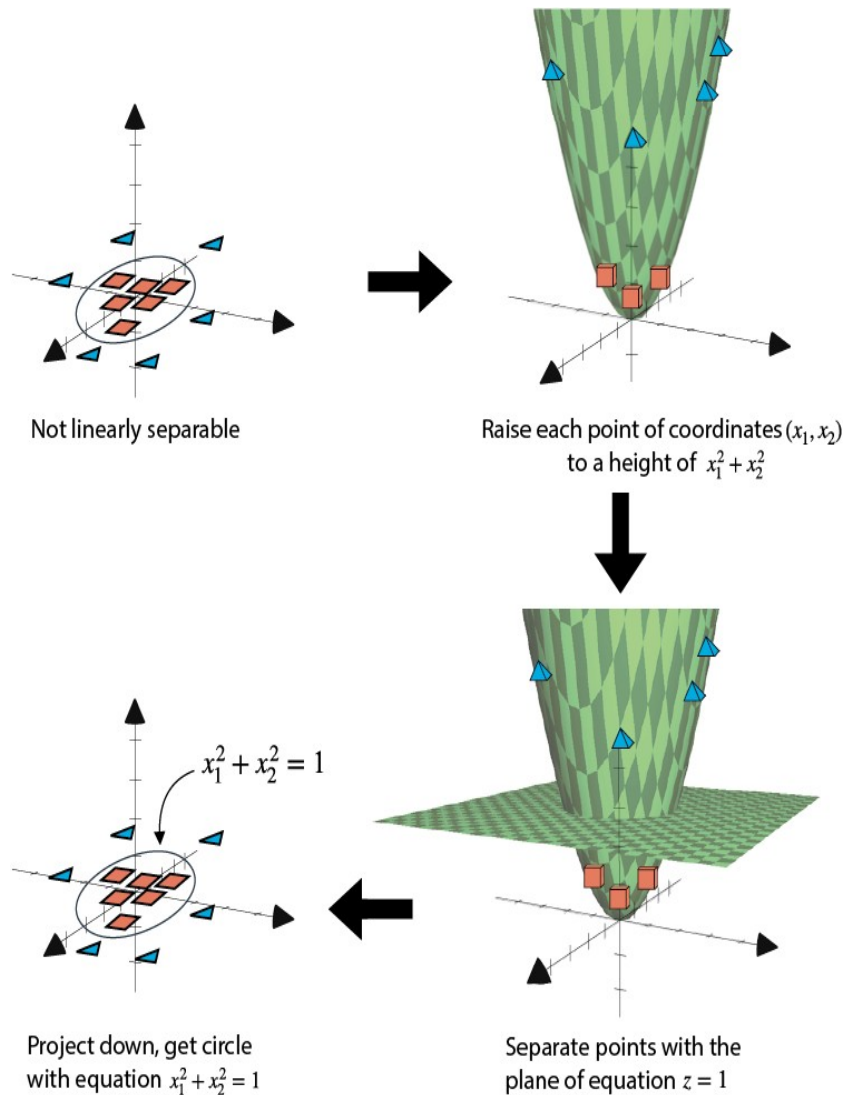 Not linearly separable
Raise each point of coordinates (x₁, x₂)
to a height of x₁² + x₂²
x₁² + x₂² = 1
Project down, get circle
with equation x₁² + x₂² = 1
Separate points with the
plane of equation z = 1